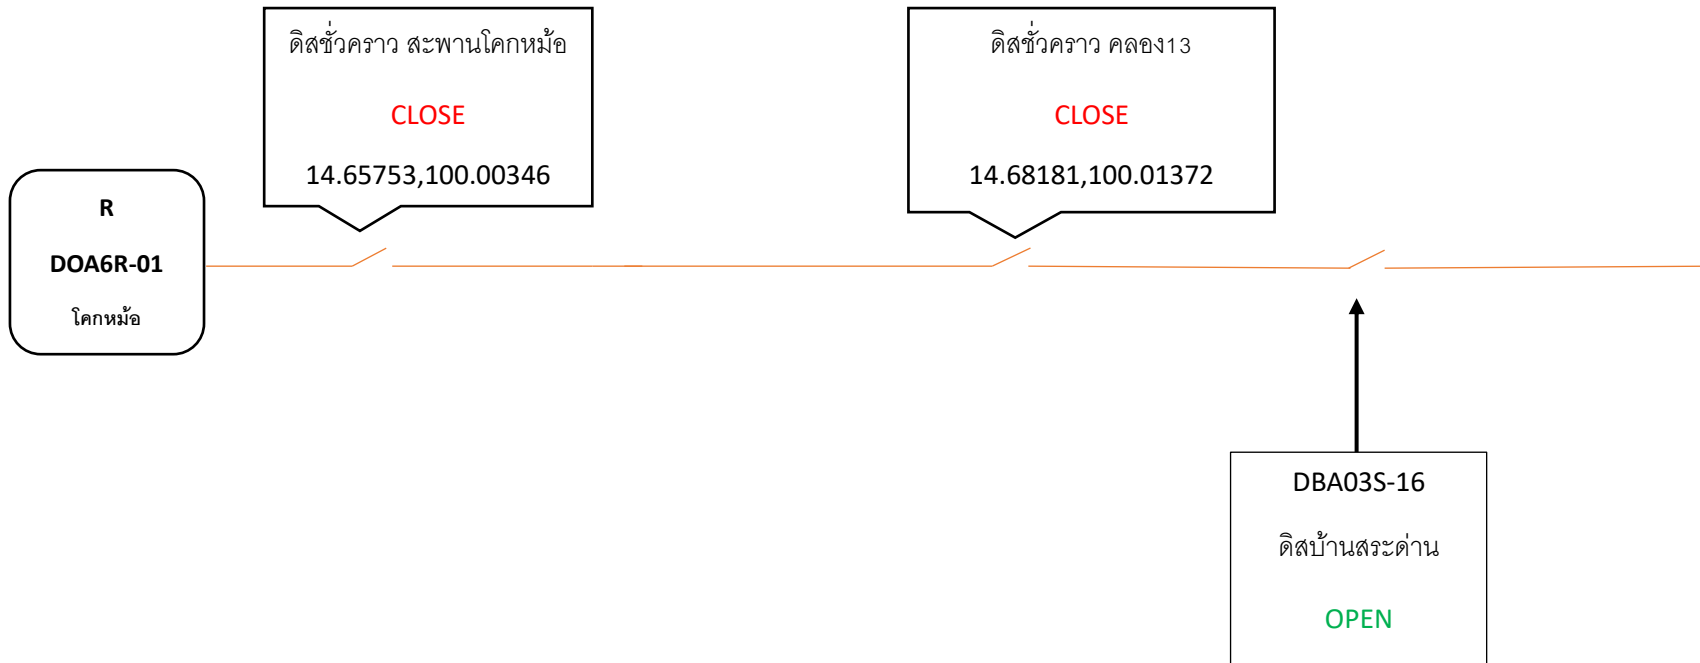 ดิสชั่วคราว สะพานโคกหม้อ
CLOSE
14.65753,100.00346
ดิสชั่วคราว คลอง13
CLOSE
14.68181,100.01372
R
DOA6R-01
โคกหม้อ
DBA03S-16
ดิสบ้านสระด่าน
OPEN